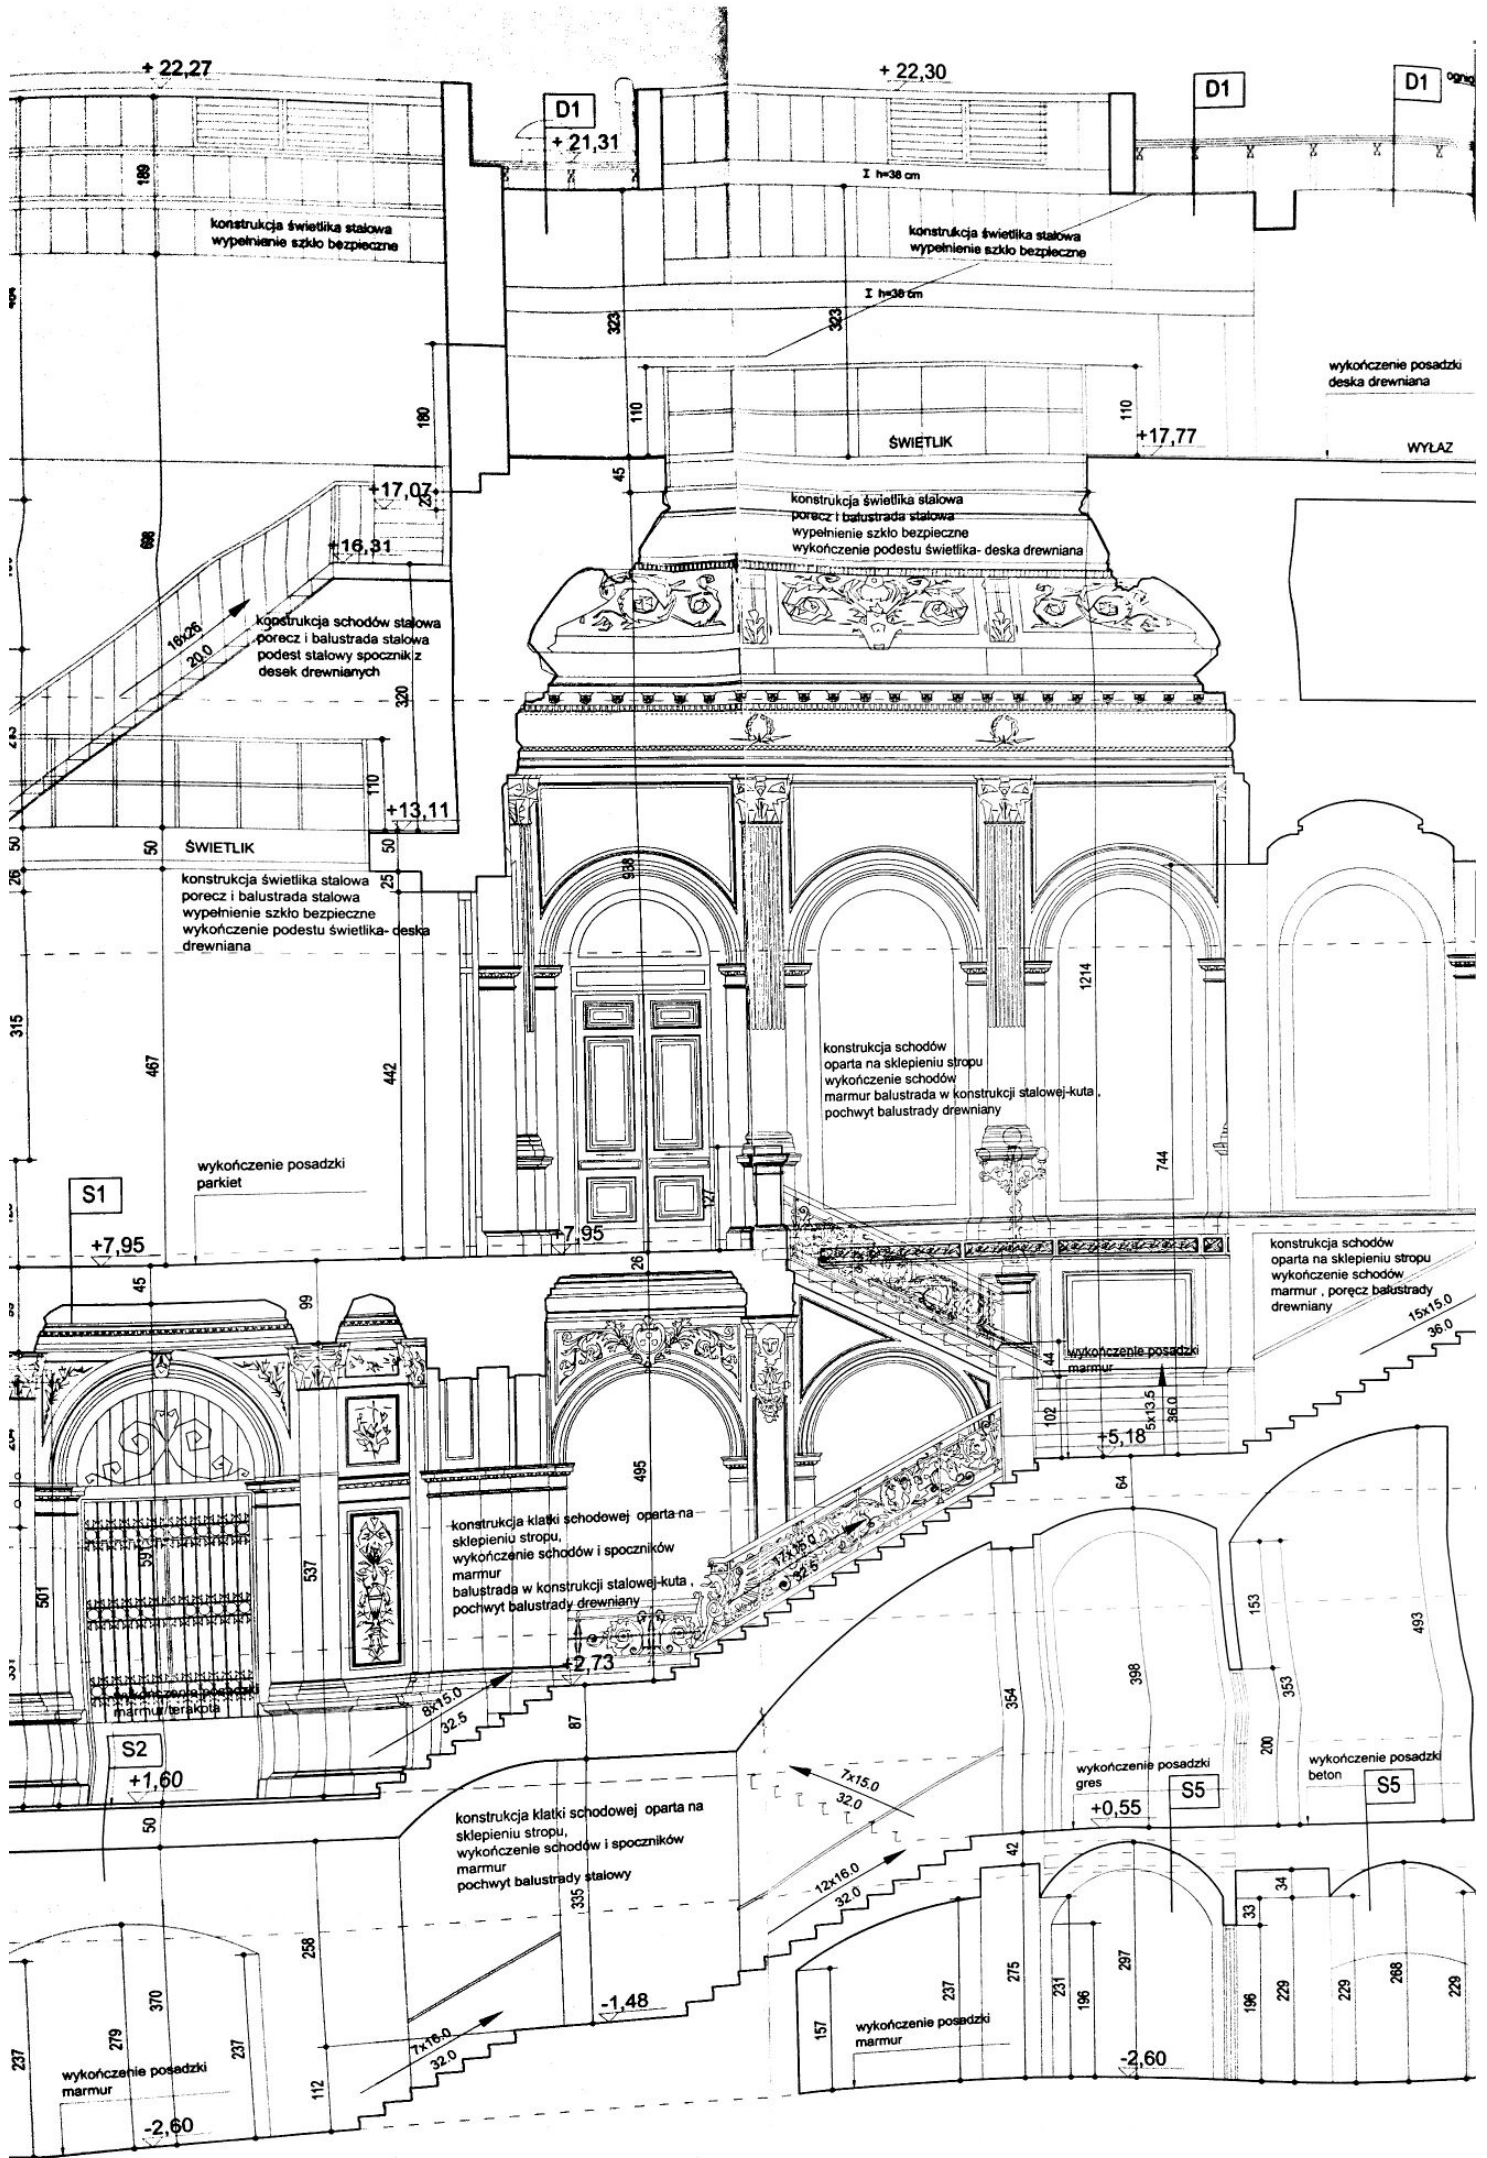 + 22,27
+ 22,30
D1
+ 21,31
D1
D1
I h=38 cm
189
konstrukcja świetlika stalowa
wypełnienie szkło bezpieczne
konstrukcja świetlika stalowa
wypełnienie szkło bezpieczne
I h=38 cm
323
323
wykończenie posadzki
deska drewniana
180
110
110
ŚWIETLIK
+17,77
WYŁAZ
45
+17,07
23
698
+16,31
konstrukcja świetlika stalowa
poręcz i balustrada stalowa
wypełnienie szkło bezpieczne
wykończenie podestu świetlika- deska drewniana
16x26
20.0
konstrukcja schodów stalowa
porecz i balustrada stalowa
podest stalowy spocznik z
desek drewnianych
320
110
+13,11
50
50
ŚWIETLIK
50
26
25
konstrukcja świetlika stalowa
porecz i balustrada stalowa
wypełnienie szkło bezpieczne
wykończenie podestu świetlika- deska
drewniana
938
1214
315
467
442
konstrukcja schodów
oparta na sklepieniu stropu
wykończenie schodów
marmur balustrada w konstrukcji stalowej-kuta ,
pochwyt balustrady drewniany
744
wykończenie posadzki
parkiet
S1
127
+7,95
+7,95
45
99
26
konstrukcja schodów
oparta na sklepieniu stropu
wykończenie schodów
marmur , poręcz balustrady
drewniany
15x15.0
36.0
44
wykończenie posadzki
marmur
102
5x13.5
36.0
+5,18
64
495
konstrukcja klatki schodowej oparta na
sklepieniu stropu,
wykończenie schodów i spoczników
marmur
balustrada w konstrukcji stalowej-kuta ,
pochwyt balustrady drewniany
17x15.0
32.5
501
591
537
153
493
+2,73
398
353
354
wykończenie posadzki
marmur/terakota
8x15.0
32.5
87
200
S2
+1,60
50
wykończenie posadzki
gres
+0,55
S5
wykończenie posadzki
beton
S5
7x15.0
32.0
konstrukcja klatki schodowej oparta na
sklepieniu stropu,
wykończenie schodów i spoczników
marmur
pochwyt balustrady stalowy
42
12x16.0
32.0
335
34
33
258
237
275
231
196
297
196
229
229
268
229
370
279
237
237
-1,48
157
wykończenie posadzki
marmur
7x16.0
32.0
112
-2,60
wykończenie posadzki
marmur
-2,60